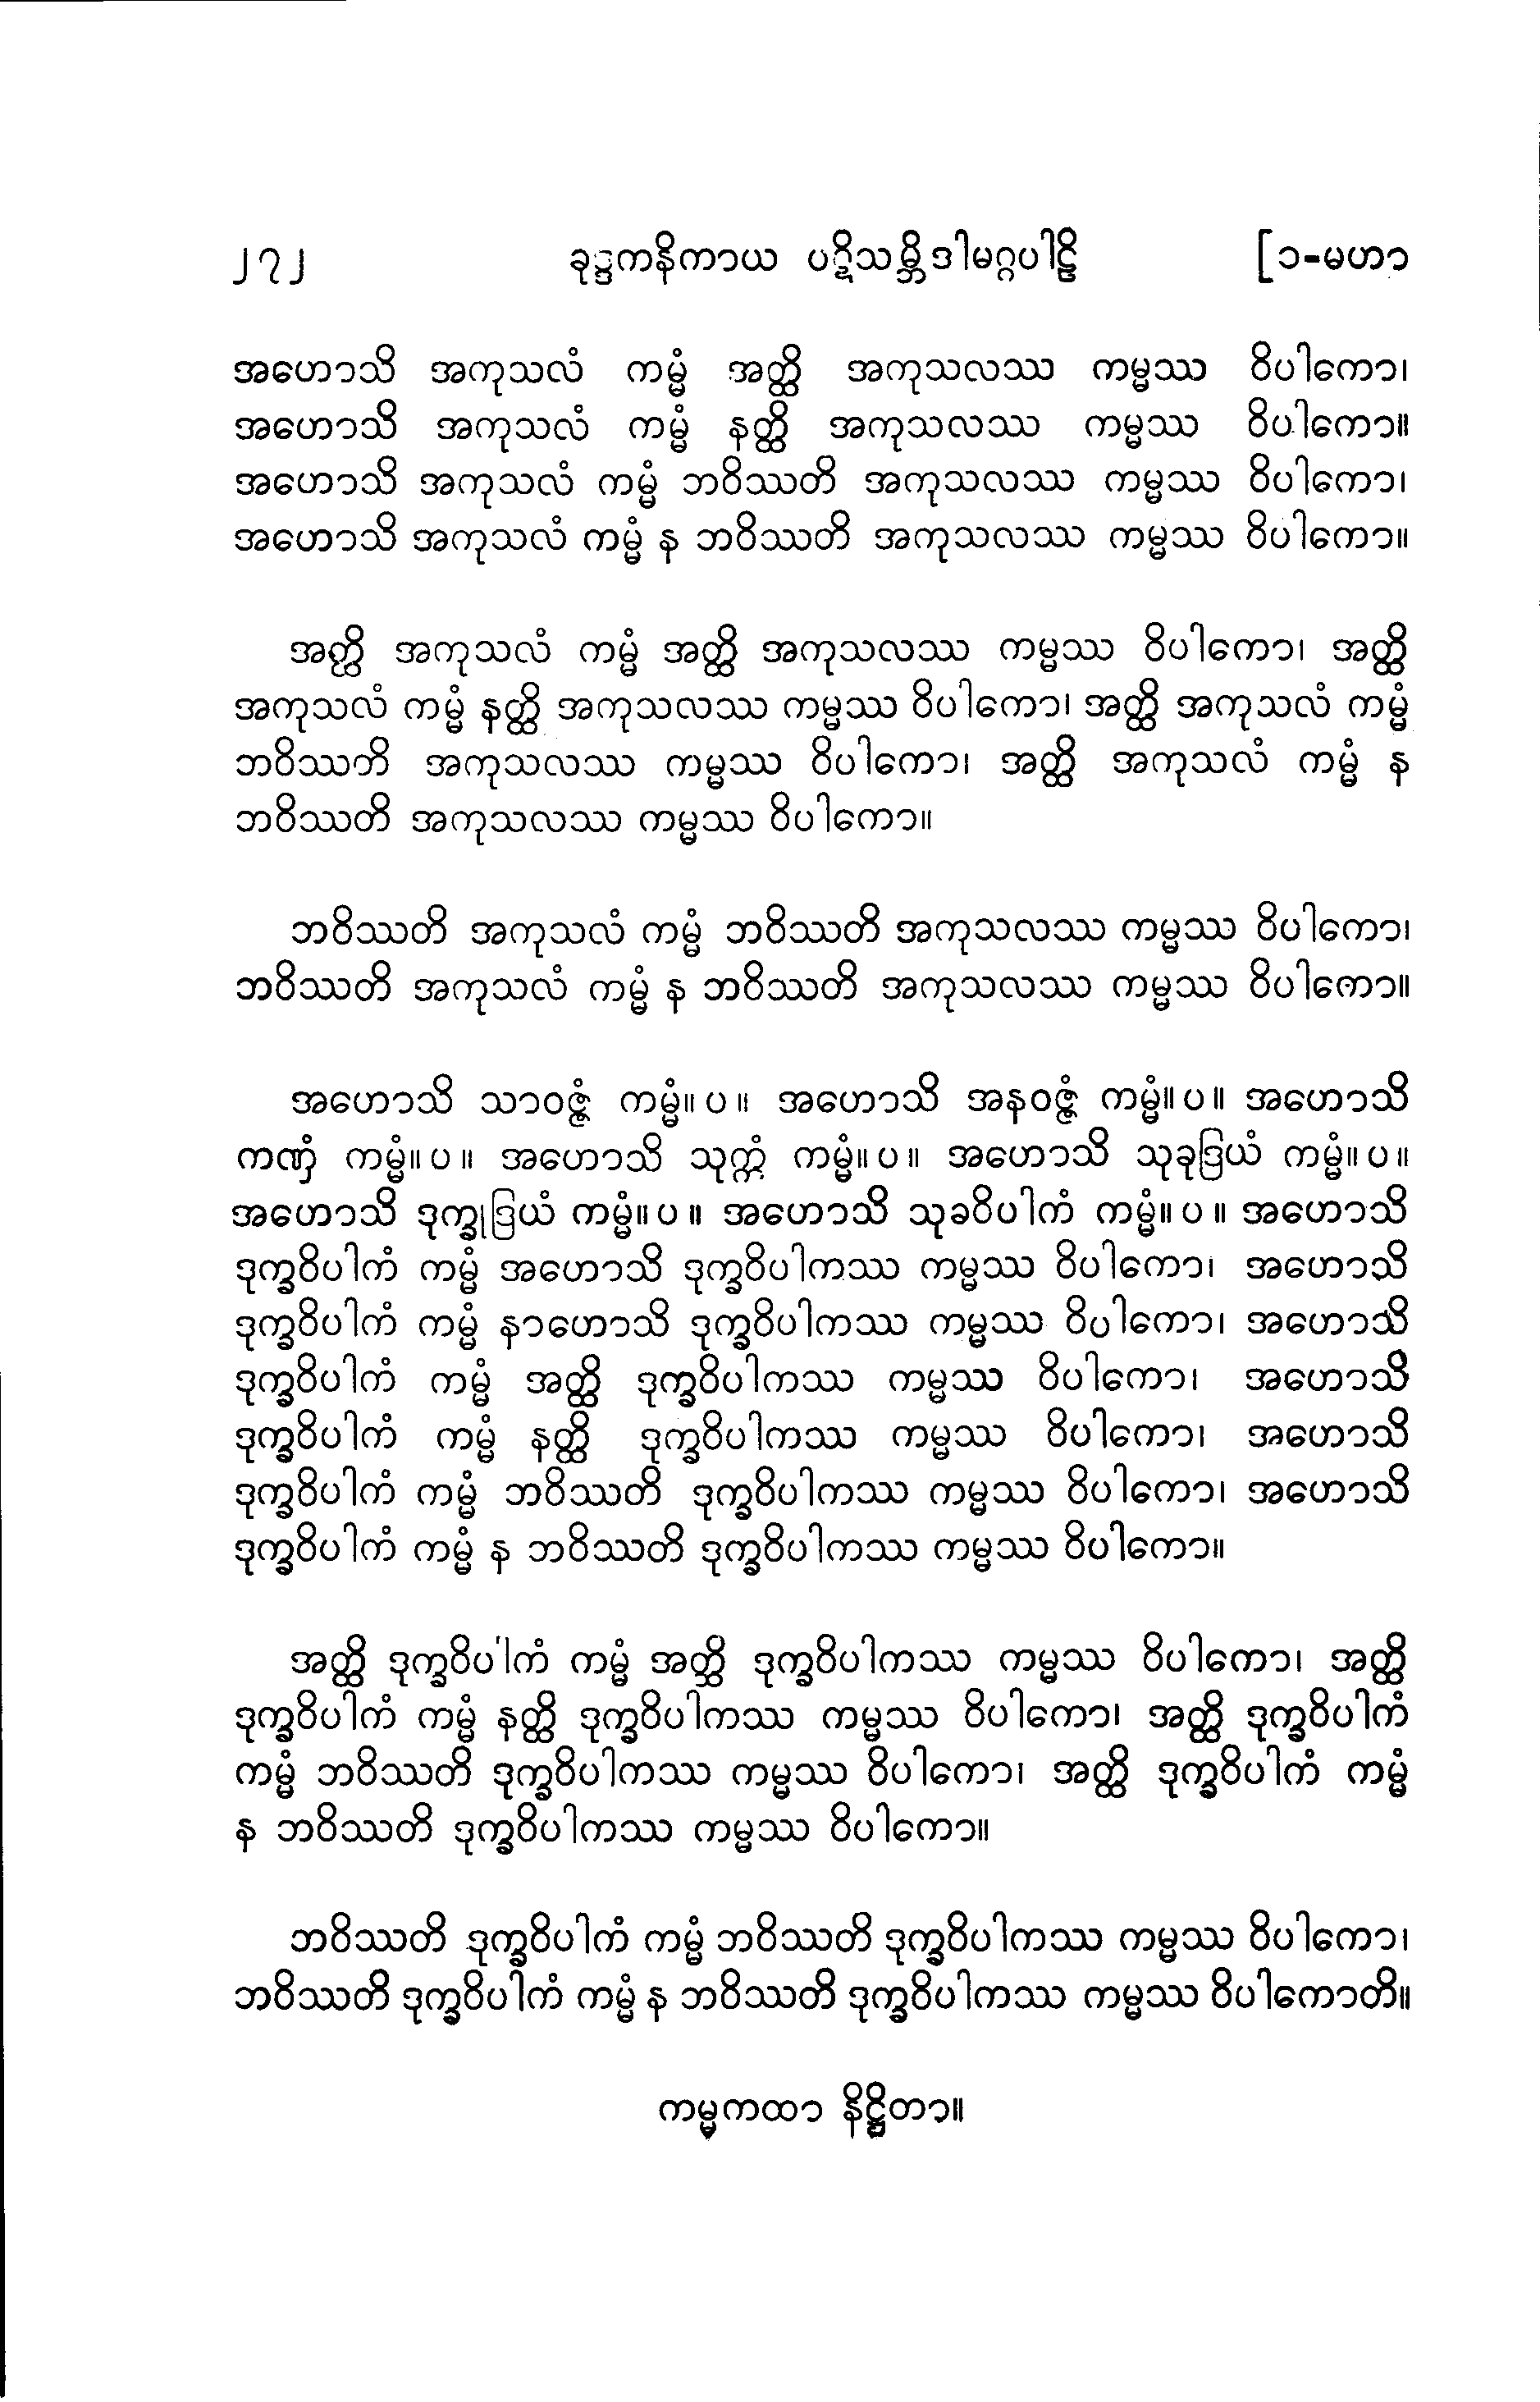 ၂၇၂ ခုဒ္ဒကနိကာယ ပဋိသမ္ဘိဒါမဂ္ဂပါဠိ [၁-မဟာ
အဟောသိ အကုသလံ ကမ္မံ အတ္ထိ အကုသလဿ ကမ္မဿ ဝိပါကော၊
အဟောသိ အကုသလံ ကမ္မံ နတ္ထိ အကုသလဿ ကမ္မဿ ဝိပါကော။
အဟောသိ အကုသလံ ကမ္မံ ဘဝိဿတိ အကုသလဿ ကမ္မဿ ဝိပါကော၊
အဟောသိ အကုသလံ ကမ္မံ န ဘဝိဿတိ အကုသလဿ ကမ္မဿ ဝိပါကော။
အတ္ထိ အကုသလံ ကမ္မံ အတ္ထိ အကုသလဿ ကမ္မဿ ဝိပါကော၊ အတ္ထိ
အကုသလံ ကမ္မံ နတ္ထိ အကုသလဿ ကမ္မဿ ဝိပါကော၊ အတ္ထိ အကုသလံ ကမ္မံ
ဘဝိဿတိ အကုသလဿ ကမ္မဿ ဝိပါကော၊ အတ္ထိ အကုသလံ ကမ္မံ န
ဘဝိဿတိ အကုသလဿ ကမ္မဿ ဝိပါကော။
ဘဝိဿတိ အကုသလံ ကမ္မံ ဘဝိဿတိ အကုသလဿ ကမ္မဿ ဝိပါကော၊
ဘဝိဿတိ အကုသလံ ကမ္မံ န ဘဝိဿတိ အကုသလဿ ကမ္မဿ ဝိပါကော။
အဟောသိ သာဝဇ္ဇံ ကမ္မံ။ ပ ။ အဟောသိ အနဝဇ္ဇံ ကမ္မံ။ ပ ။ အဟောသိ
ကဏှံ ကမ္မံ။ ပ ။ အဟောသိ သုက္ကံ ကမ္မံ။ ပ ။ အဟောသိ သုခုဒြယံ ကမ္မံ။ ပ ။
အဟောသိ ဒုက္ခုဒြယံ ကမ္မံ။ ပ ။ အဟောသိ သုခဝိပါကံ ကမ္မံ။ ပ ။ အဟောသိ
ဒုက္ခဝိပါကံ ကမ္မံ အဟောသိ ဒုက္ခဝိပါကဿ ကမ္မဿ ဝိပါကော၊ အဟောသိ
ဒုက္ခဝိပါကံ ကမ္မံ နာဟောသိ ဒုက္ခဝိပါကဿ ကမ္မဿ ဝိပါကော၊ အဟောသိ
ဒုက္ခဝိပါကံ ကမ္မံ အတ္ထိ ဒုက္ခဝိပါကဿ ကမ္မဿ ဝိပါကော၊ အဟောသိ
ဒုက္ခဝိပါကံ ကမ္မံ နတ္ထိ ဒုက္ခဝိပါကဿ ကမ္မဿ ဝိပါကော၊ အဟောသိ
ဒုက္ခဝိပါကံ ကမ္မံ ဘဝိဿတိ ဒုက္ခဝိပါကဿ ကမ္မဿ ဝိပါကော၊ အဟောသိ
ဒုက္ခဝိပါကံ ကမ္မံ န ဘဝိဿတိ ဒုက္ခဝိပါကဿ ကမ္မဿ ဝိပါကော။
အတ္ထိ ဒုက္ခဝိပါကံ ကမ္မံ အတ္ထိ ဒုက္ခဝိပါကဿ ကမ္မဿ ဝိပါကော၊ အတ္ထိ
ဒုက္ခဝိပါကံ ကမ္မံ နတ္ထိ ဒုက္ခဝိပါကဿ ကမ္မဿ ဝိပါကော၊ အတ္ထိ ဒုက္ခဝိပါကံ
ကမ္မံ ဘဝိဿတိ ဒုက္ခဝိပါကဿ ကမ္မဿ ဝိပါကော၊ အတ္ထိ ဒုက္ခဝိပါကံ ကမ္မံ
န ဘဝိဿတိ ဒုက္ခဝိပါကဿ ကမ္မဿ ဝိပါကော။
ဘဝိဿတိ ဒုက္ခဝိပါကံ ကမ္မံ ဘဝိဿတိ ဒုက္ခဝိပါကဿ ကမ္မဿ ဝိပါကော၊
ဘဝိဿတိ ဒုက္ခဝိပါကံ ကမ္မံ န ဘဝိဿတိ ဒုက္ခဝိပါကဿ ကမ္မဿ ဝိပါကောတိ။
ကမ္မကထာ နိဋ္ဌိတာ။